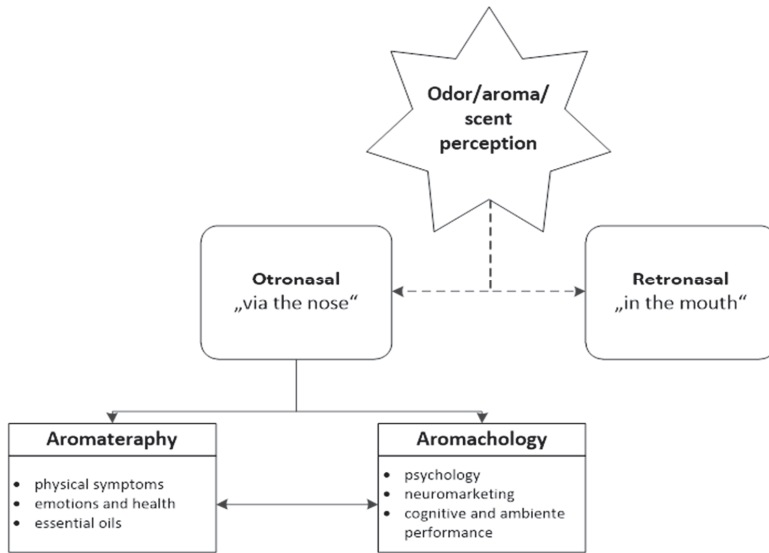 Odor/aroma/
scent
perception
Otronasal
„via the nose“
Retronasal
„in the mouth“
Aromateraphy
• physical symptoms
• emotions and health
• essential oils
Aromachology
• psychology
• neuromarketing
• cognitive and ambiente
performance